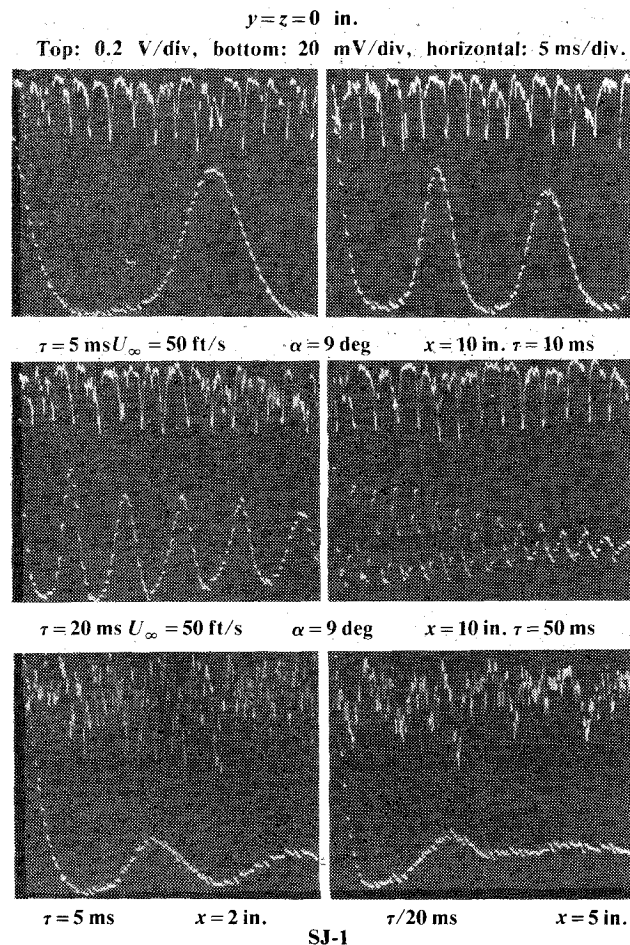 y=z=0 in.
Top: 0.2 V/div, bottom: 20 mV/div, horizontal: 5 ms/div.
τ=5 ms U∞=50 ft/s α=9 deg x=10 in. τ=10 ms
τ=20 ms U∞=50 ft/s α=9 deg x=10 in. τ=50 ms
τ=5 ms x=2 in. τ/20 ms x=5 in.
SJ-1